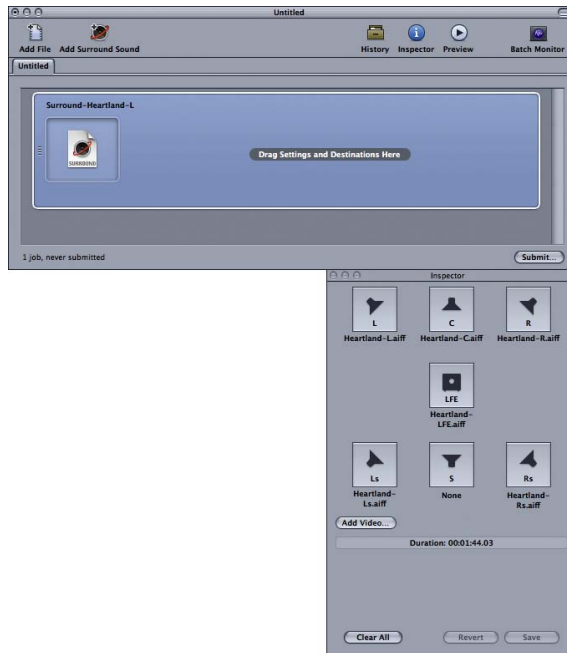 Untitled
Add File Add Surround Sound History Inspector Preview Batch Monitor
Untitled
Surround-Heartland-L
SURROUND
Drag Settings and Destinations Here
1 job, never submitted Submit...
Inspector
L C R
Heartland-L.aiff Heartland-C.aiff Heartland-R.aiff
LFE
Heartland-
LFE.aiff
Ls S Rs
Heartland- None Heartland-
Ls.aiff Rs.aiff
Add Video...
Duration: 00:01:44.03
Clear All Revert Save